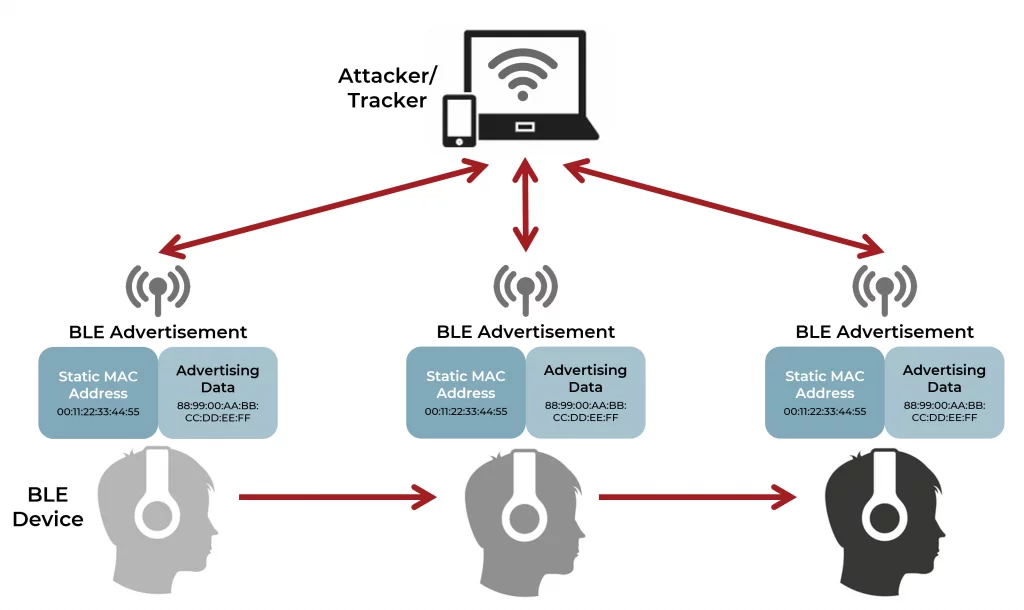 Attacker/
Tracker
BLE Advertisement
Static MAC
Address
00:11:22:33:44:55
Advertising
Data
88:99:00:AA:BB:
CC:DD:EE:FF
BLE Advertisement
Static MAC
Address
00:11:22:33:44:55
Advertising
Data
88:99:00:AA:BB:
CC:DD:EE:FF
BLE Advertisement
Static MAC
Address
00:11:22:33:44:55
Advertising
Data
88:99:00:AA:BB:
CC:DD:EE:FF
BLE
Device